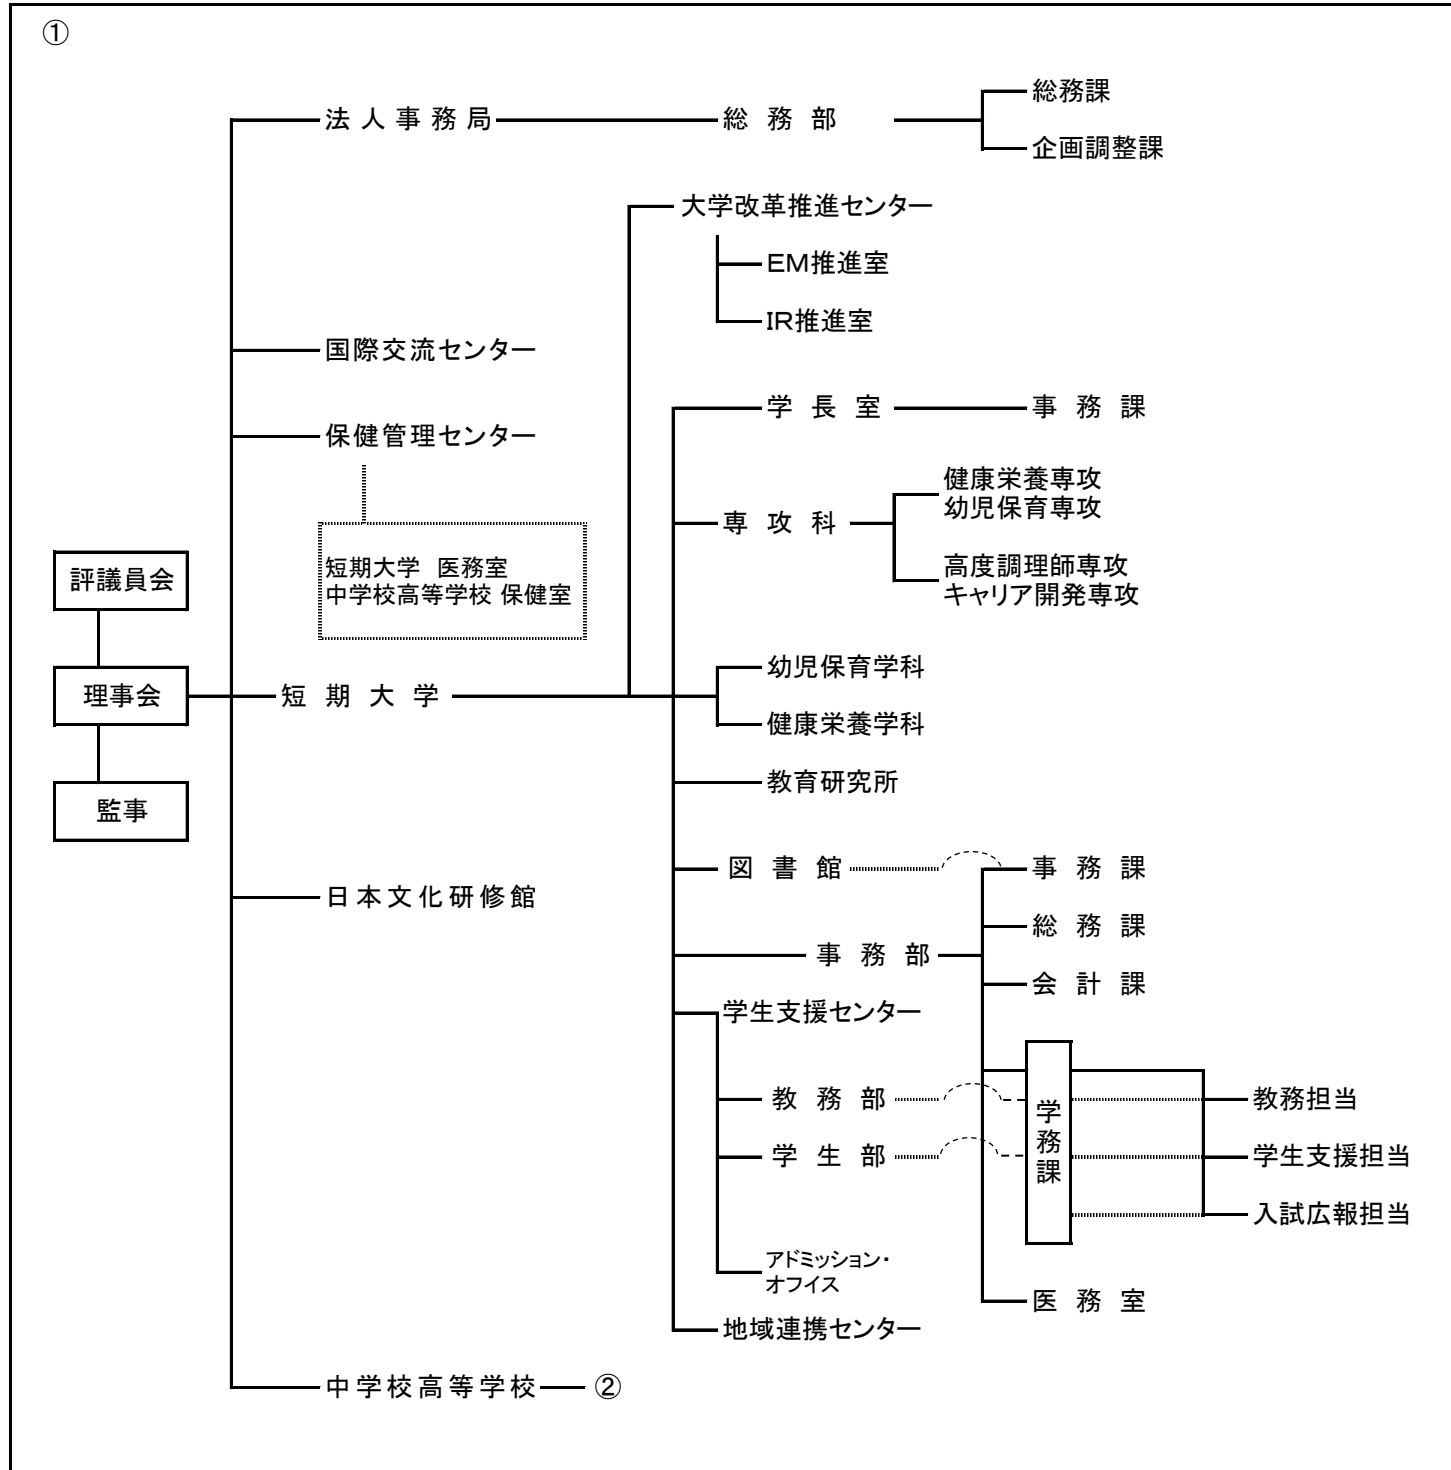 ①
法人事務局
総務部
総務課
企画調整課
大学改革推進センター
EM推進室
IR推進室
国際交流センター
保健管理センター
短期大学 医務室
中学校高等学校 保健室
学長室
事務課
専攻科
健康栄養専攻
幼児保育専攻
高度調理師専攻
キャリア開発専攻
評議員会
理事会
監事
短期大学
幼児保育学科
健康栄養学科
教育研究所
図書館
事務課
日本文化研修館
総務課
事務部
会計課
学生支援センター
学務課
教務部
教務担当
学生部
学生支援担当
入試広報担当
アドミッション・
オフイス
医務室
地域連携センター
中学校高等学校
②